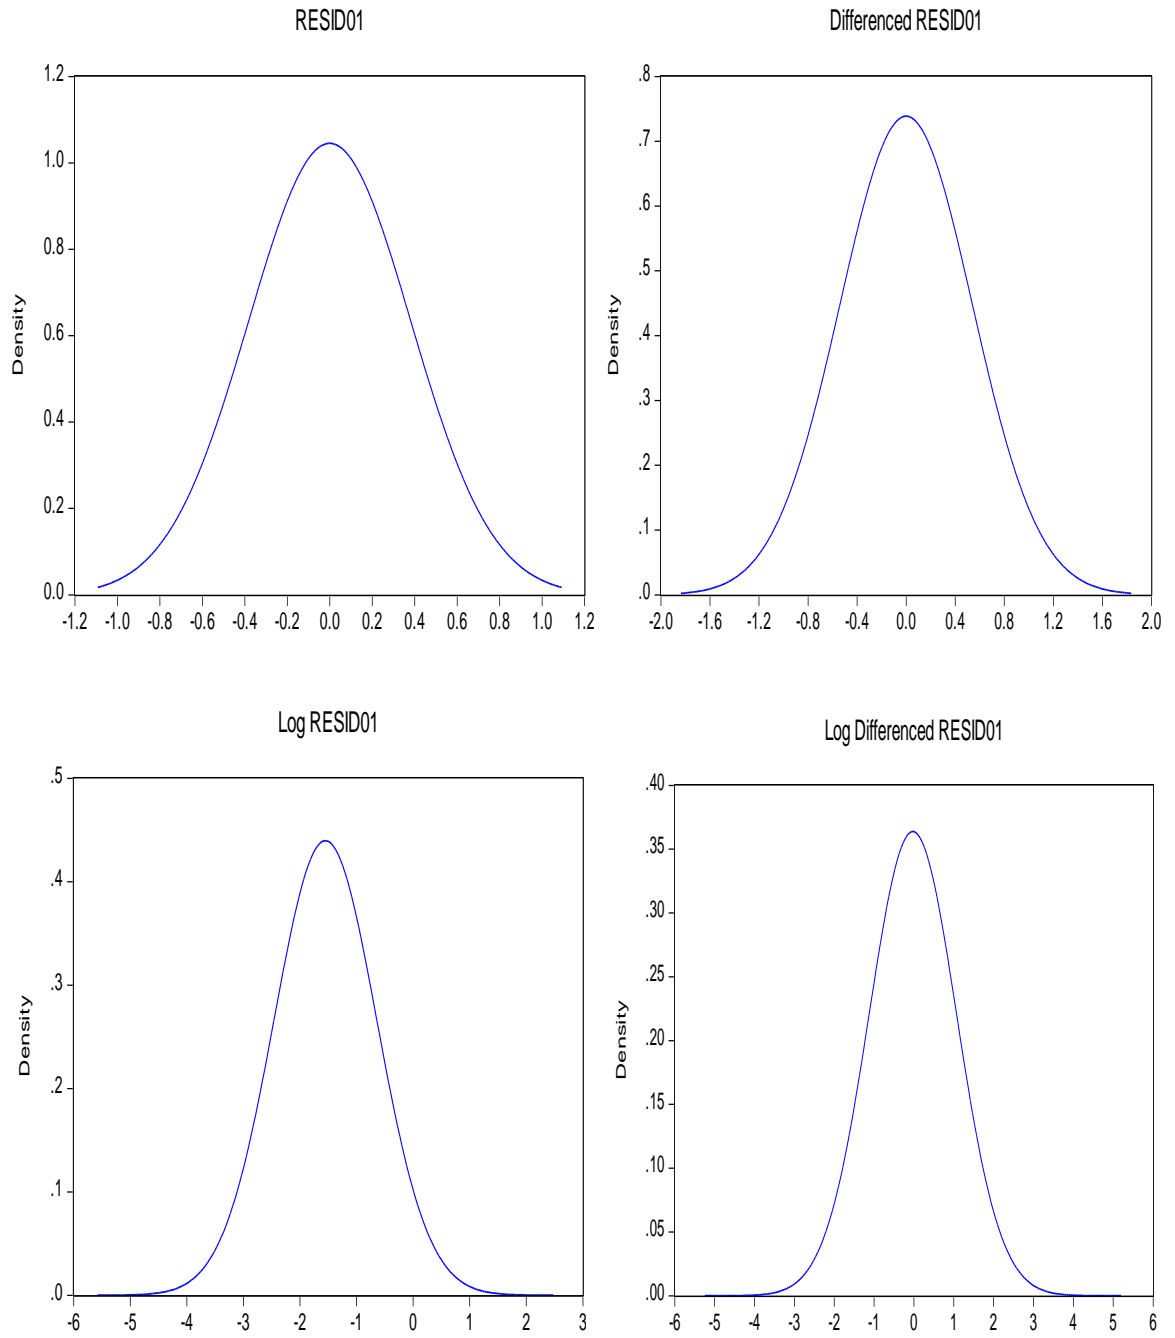 RESID01
Differenced RESID01
1.2
1.0
0.8
0.6
0.4
0.2
0.0
Density
-1.2 -1.0 -0.8 -0.6 -0.4 -0.2 0.0 0.2 0.4 0.6 0.8 1.0 1.2
.8
.7
.6
.5
.4
.3
.2
.1
.0
Density
-2.0 -1.6 -1.2 -0.8 -0.4 0.0 0.4 0.8 1.2 1.6 2.0
Log RESID01
Log Differenced RESID01
.5
.4
.3
.2
.1
.0
Density
-6 -5 -4 -3 -2 -1 0 1 2 3
.40
.35
.30
.25
.20
.15
.10
.05
.00
Density
-6 -5 -4 -3 -2 -1 0 1 2 3 4 5 6